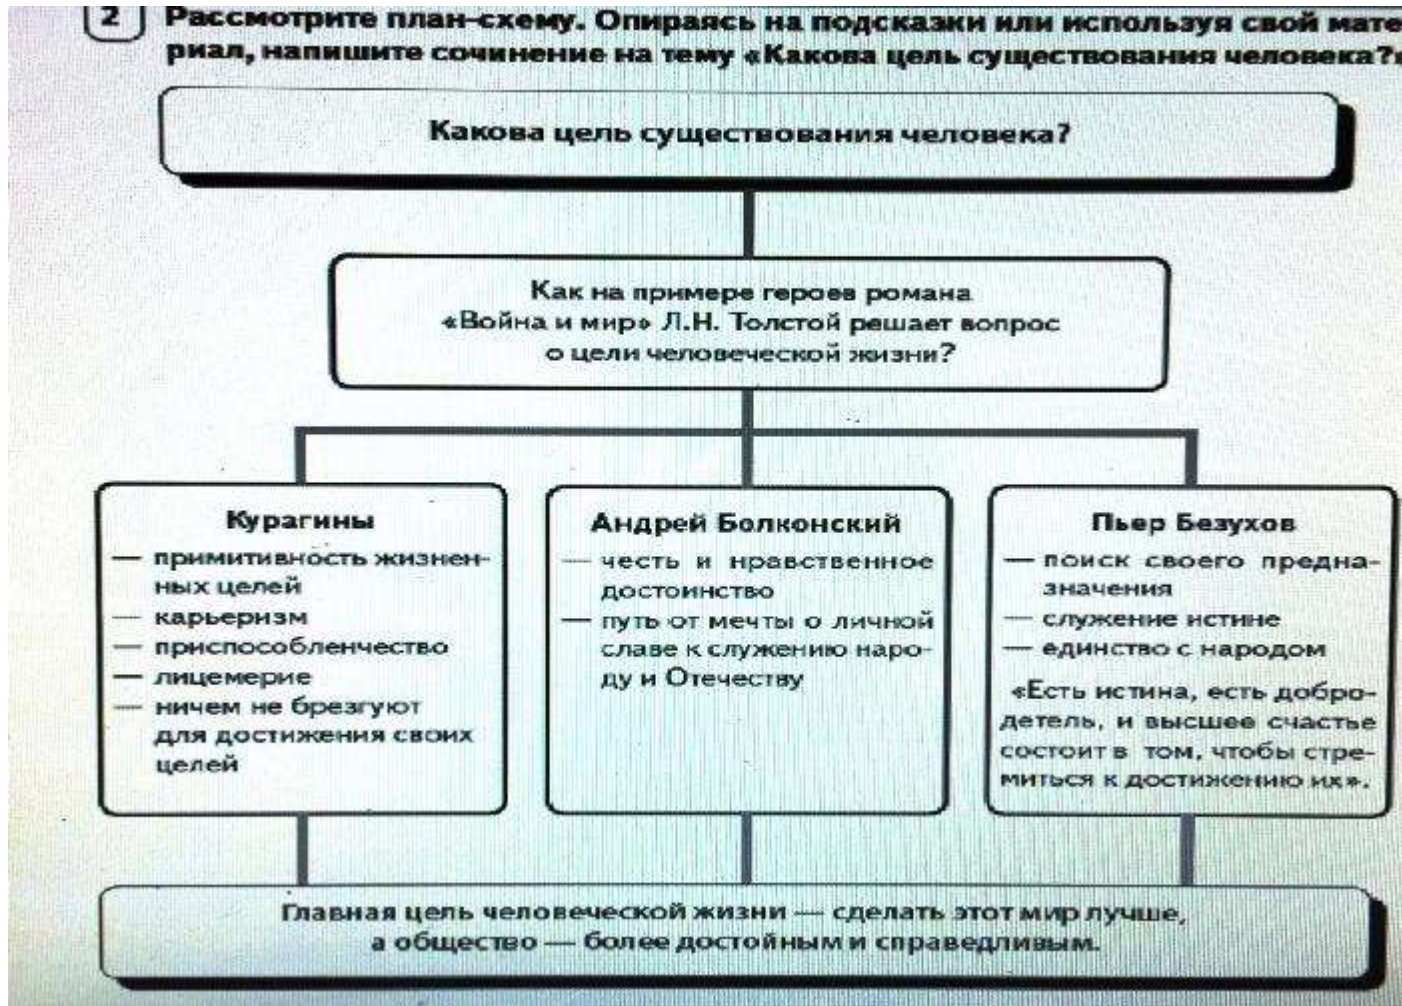 2 Рассмотрите план-схему. Опираясь на подсказки или используя свой мате-
риал, напишите сочинение на тему «Какова цель существования человека?»
Какова цель существования человека?
Как на примере героев романа
«Война и мир» Л.Н. Толстой решает вопрос
о цели человеческой жизни?
Курагины
— примитивность жизнен-
ных целей
— карьеризм
— приспособленчество
— лицемерие
— ничем не брезгуют
для достижения своих
целей
Андрей Болконский
— честь и нравственное
достоинство
— путь от мечты о личной
славе к служению наро-
ду и Отечеству
Пьер Безухов
— поиск своего предна-
значения
— служение истине
— единство с народом
«Есть истина, есть добро-
детель, и высшее счастье
состоит в том, чтобы стре-
миться к достижению их».
Главная цель человеческой жизни — сделать этот мир лучше,
а общество — более достойным и справедливым.